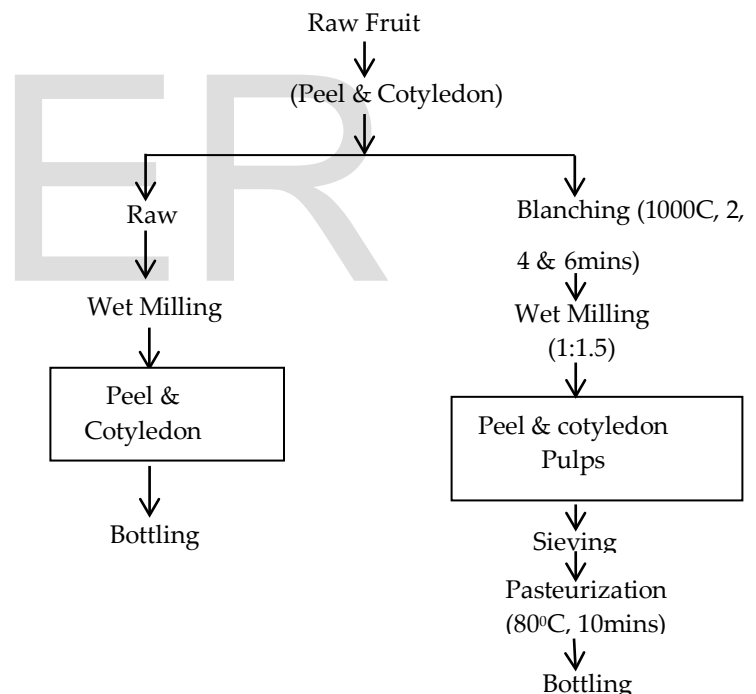 Raw Fruit
(Peel & Cotyledon)
Raw
Wet Milling
Peel &
Cotyledon
Bottling
Blanching (1000C, 2,
4 & 6mins)
Wet Milling
(1:1.5)
Peel & cotyledon
Pulps
Sieving
Pasteurization
(80⁰C, 10mins)
Bottling
ER